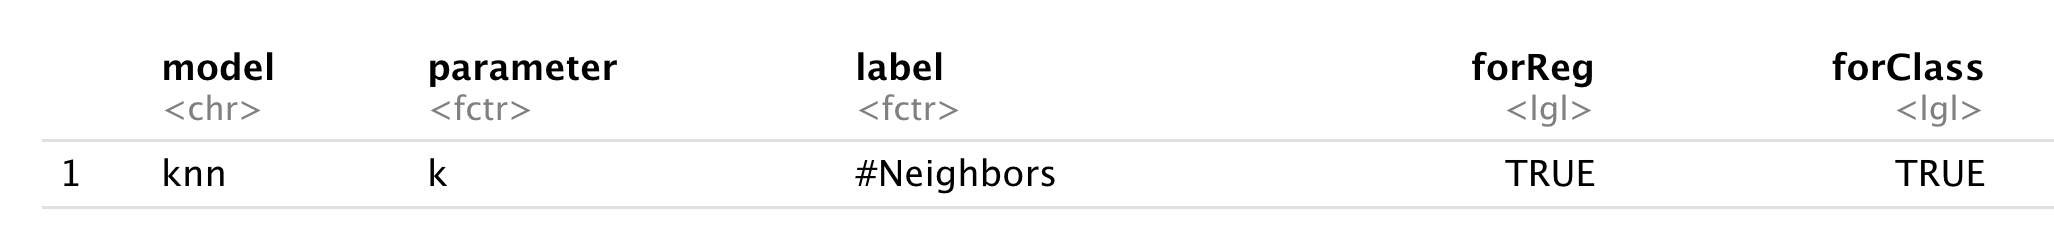 model parameter label forReg forClass
<chr> <fctr> <fctr> <lgl> <lgl>
1 knn k #Neighbors TRUE TRUE